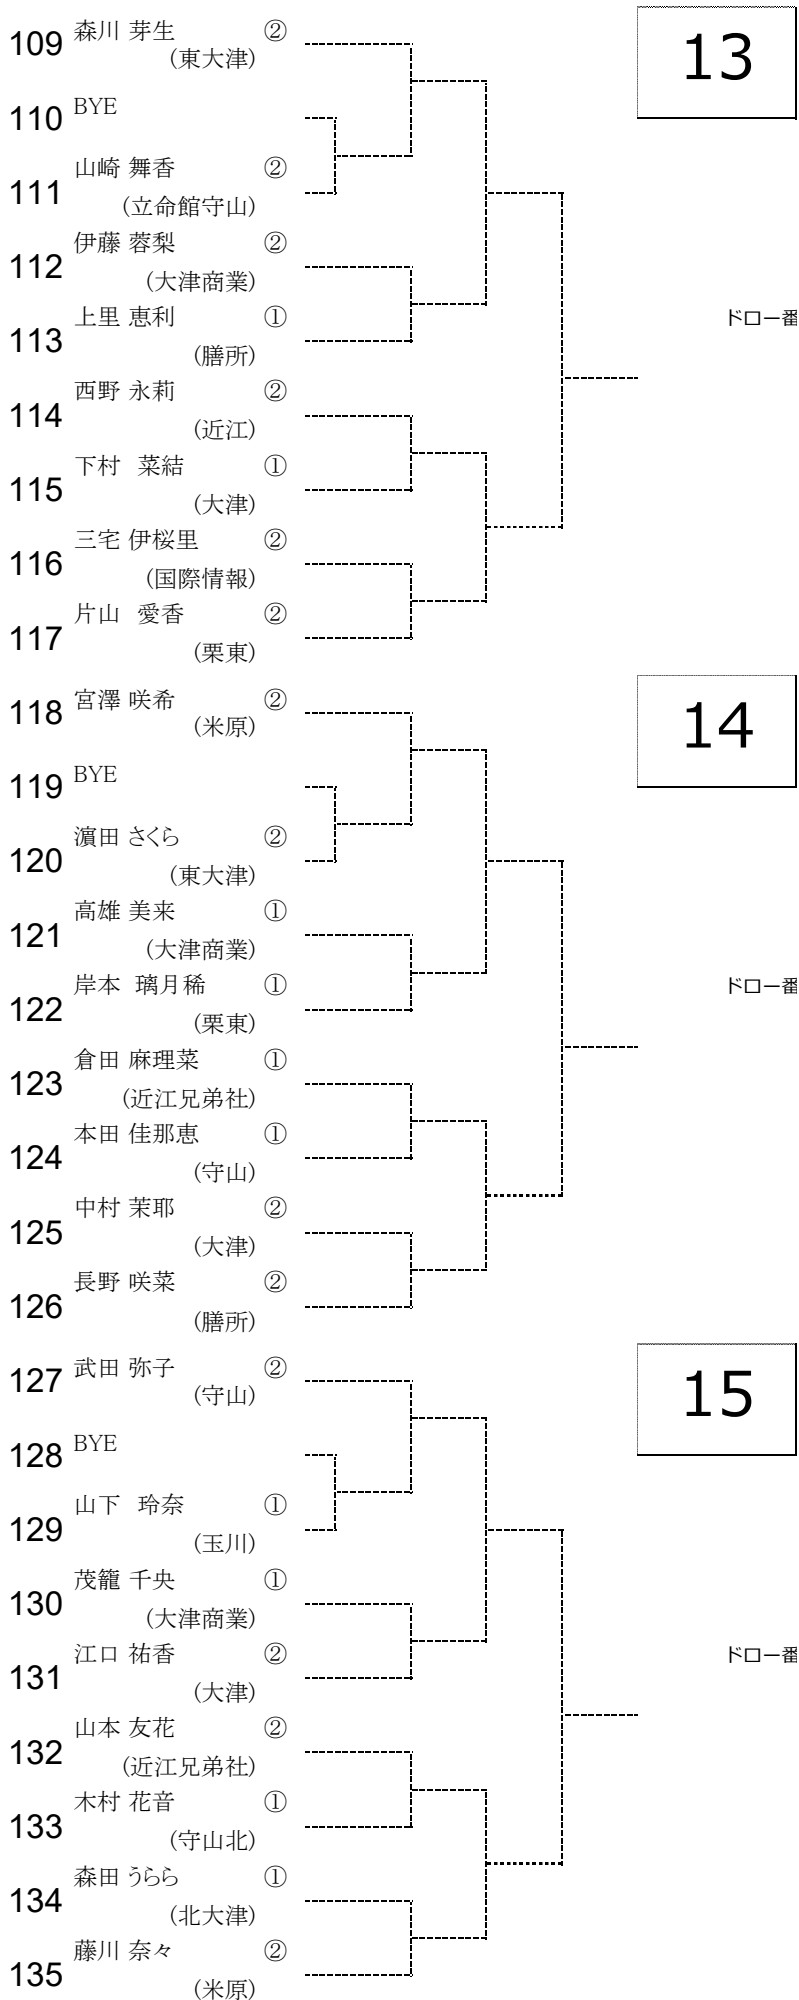 109 森川 芽生 ② 13
(東大津)
110 BYE
111 山崎 舞香 ②
(立命館守山)
112 伊藤 蓉梨 ②
(大津商業)
113 上里 恵利 ① ドロー番
(膳所)
114 西野 永莉 ②
(近江)
115 下村 菜結 ①
(大津)
116 三宅 伊桜里 ②
(国際情報)
117 片山 愛香 ②
(栗東)
118 宮澤 咲希 ② 14
(米原)
119 BYE
120 濵田 さくら ②
(東大津)
121 高雄 美来 ①
(大津商業)
122 岸本 璃月稀 ① ドロー番
(栗東)
123 倉田 麻理菜 ①
(近江兄弟社)
124 本田 佳那恵 ①
(守山)
125 中村 茉耶 ②
(大津)
126 長野 咲菜 ②
(膳所)
127 武田 弥子 ② 15
(守山)
128 BYE
129 山下 玲奈 ①
(玉川)
130 茂籠 千央 ①
(大津商業)
131 江口 祐香 ② ドロー番
(大津)
132 山本 友花 ②
(近江兄弟社)
133 木村 花音 ①
(守山北)
134 森田 うらら ①
(北大津)
135 藤川 奈々 ②
(米原)